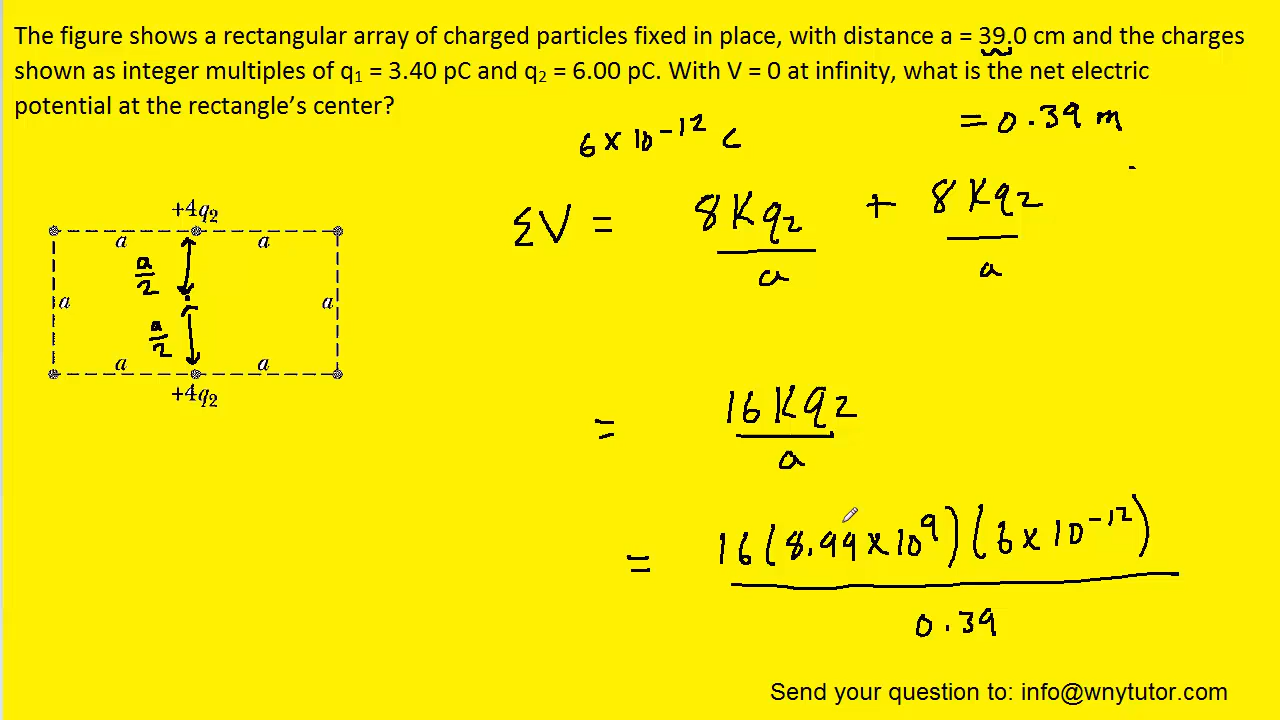 The figure shows a rectangular array of charged particles fixed in place, with distance a = 39.0 cm and the charges
shown as integer multiples of q₁ = 3.40 pC and q₂ = 6.00 pC. With V = 0 at infinity, what is the net electric
potential at the rectangle's center?
= 0.39 m
6 x 10⁻¹² C
ΣV = 8Kq₂/a + 8Kq₂/a
+4q₂
a a
a/2
a a
a/2
a a
+4q₂
= 16Kq₂/a
= 16(8.99 x 10⁹)(6 x 10⁻¹²)/0.39
Send your question to: info@wnytutor.com